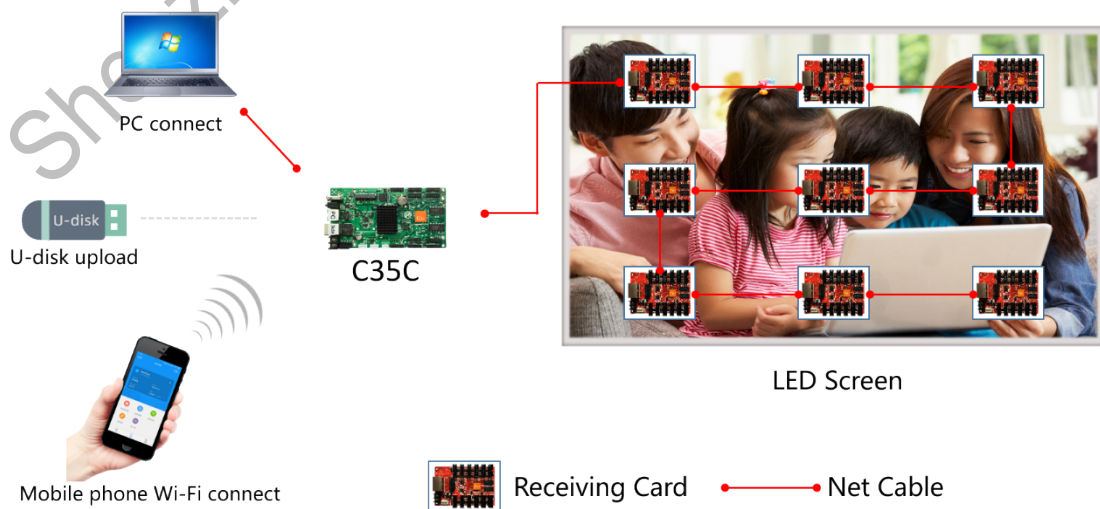 PC connect
U-disk
U-disk upload
C35C
Mobile phone Wi-Fi connect
LED Screen
Receiving Card
Net Cable